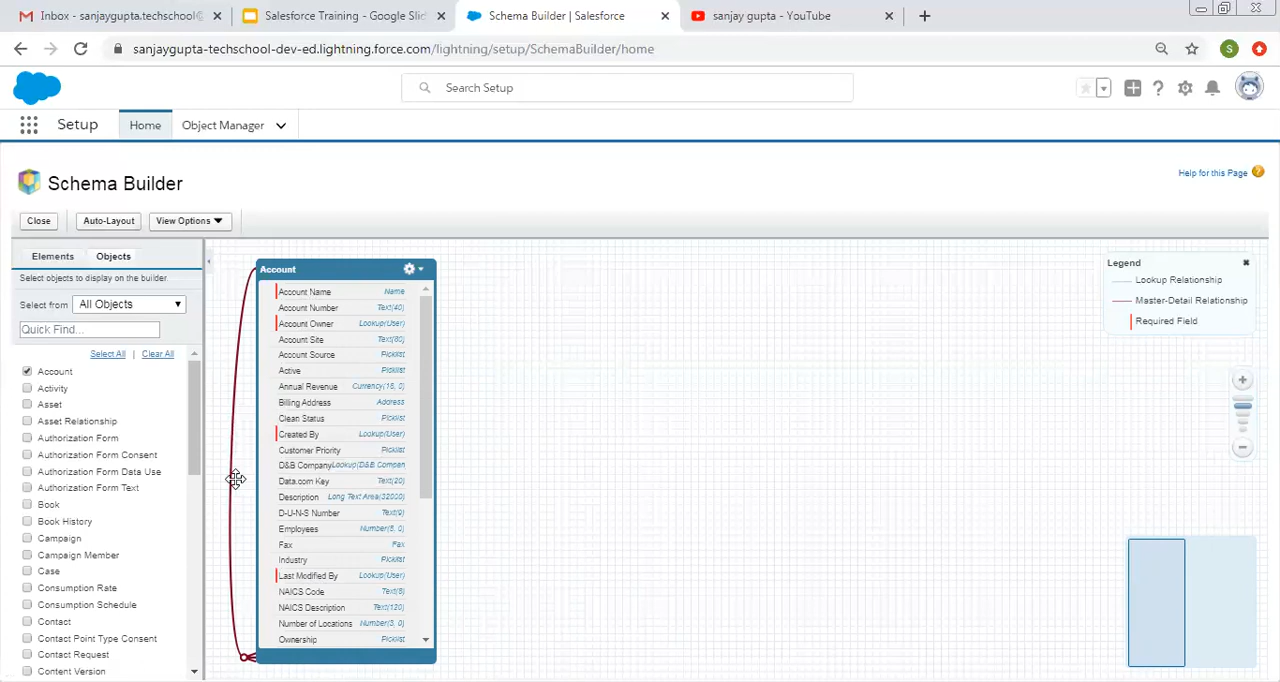 Inbox - sanjaygupta.techschool@
Salesforce Training - Google Slid
Schema Builder | Salesforce
sanjay gupta - YouTube
sanjaygupta-techschool-dev-ed.lightning.force.com/lightning/setup/SchemaBuilder/home
S
Search Setup
Setup
Home
Object Manager
Schema Builder
Help for this Page
Close
Auto-Layout
View Options
Elements
Objects
Select objects to display on the builder.
Select from
All Objects
Quick Find...
Select All | Clear All
Account
Activity
Asset
Asset Relationship
Authorization Form
Authorization Form Consent
Authorization Form Data Use
Authorization Form Text
Book
Book History
Campaign
Campaign Member
Case
Consumption Rate
Consumption Schedule
Contact
Contact Point Type Consent
Contact Request
Content Version
Account
Account Name Name
Account Number Text(40)
Account Owner Lookup(User)
Account Site Text(80)
Account Source Picklist
Active Picklist
Annual Revenue Currency(18, 0)
Billing Address Address
Clean Status Picklist
Created By Lookup(User)
Customer Priority Picklist
D&B Company Lookup(D&B Compan
Data.com Key Text(20)
Description Long Text Area(32000)
D-U-N-S Number Text(9)
Employees Number(8, 0)
Fax Fax
Industry Picklist
Last Modified By Lookup(User)
NAICS Code Text(8)
NAICS Description Text(120)
Number of Locations Number(3, 0)
Ownership Picklist
Legend
Lookup Relationship
Master-Detail Relationship
Required Field